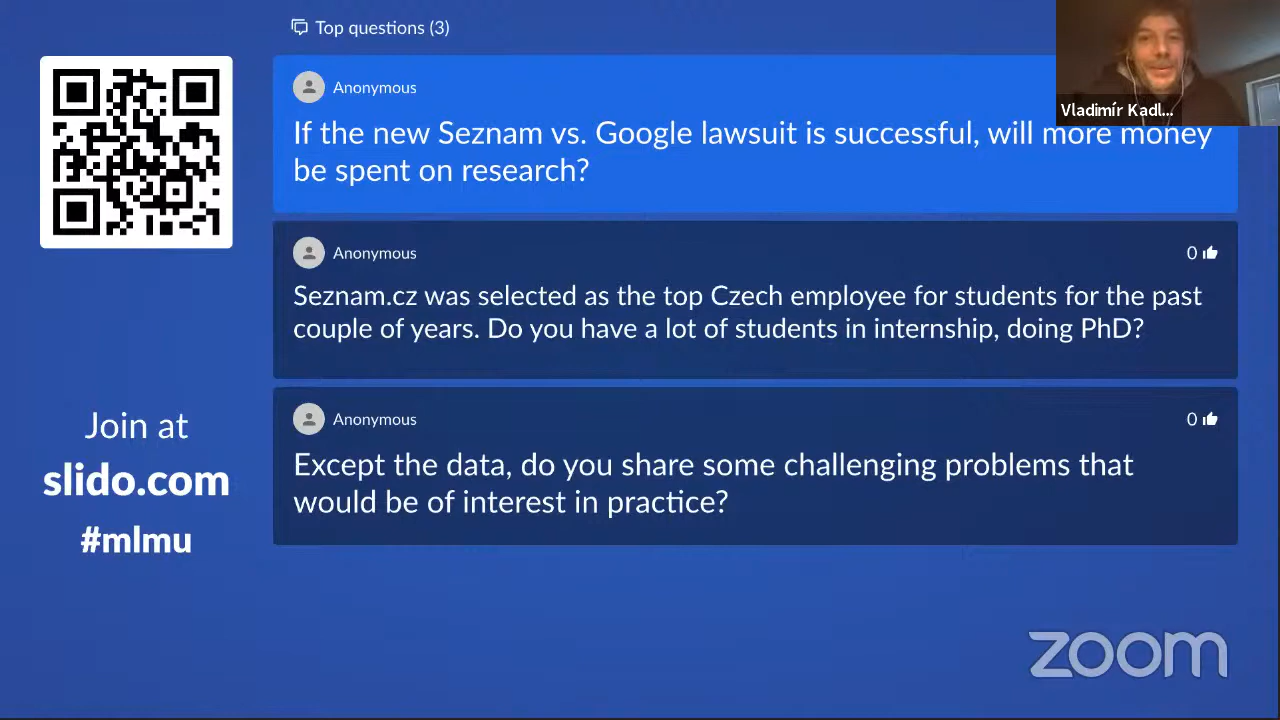 Top questions (3)
Anonymous
Vladimír Kadl...
If the new Seznam vs. Google lawsuit is successful, will more money
be spent on research?
Anonymous
0
Seznam.cz was selected as the top Czech employee for students for the past
couple of years. Do you have a lot of students in internship, doing PhD?
Anonymous
0
Except the data, do you share some challenging problems that
would be of interest in practice?
Join at
slido.com
#mlmu
zoom